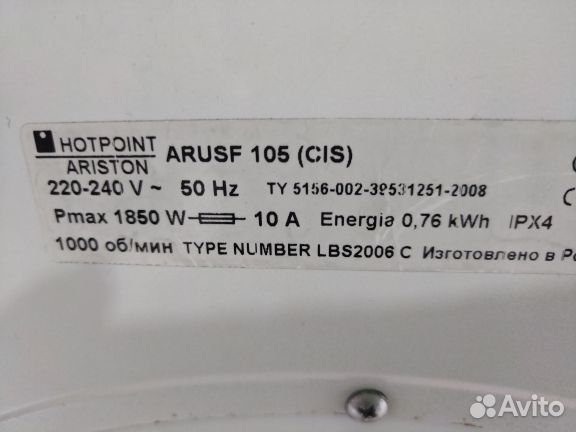 HOTPOINT
ARISTON
ARUSF 105 (CIS)
220-240 V ~ 50 Hz TY 5156-002-39531251-2008
Pmax 1850 W 10 A Energia 0,76 kWh IPX4
1000 об/мин TYPE NUMBER LBS2006 C Изготовлено в
Avito